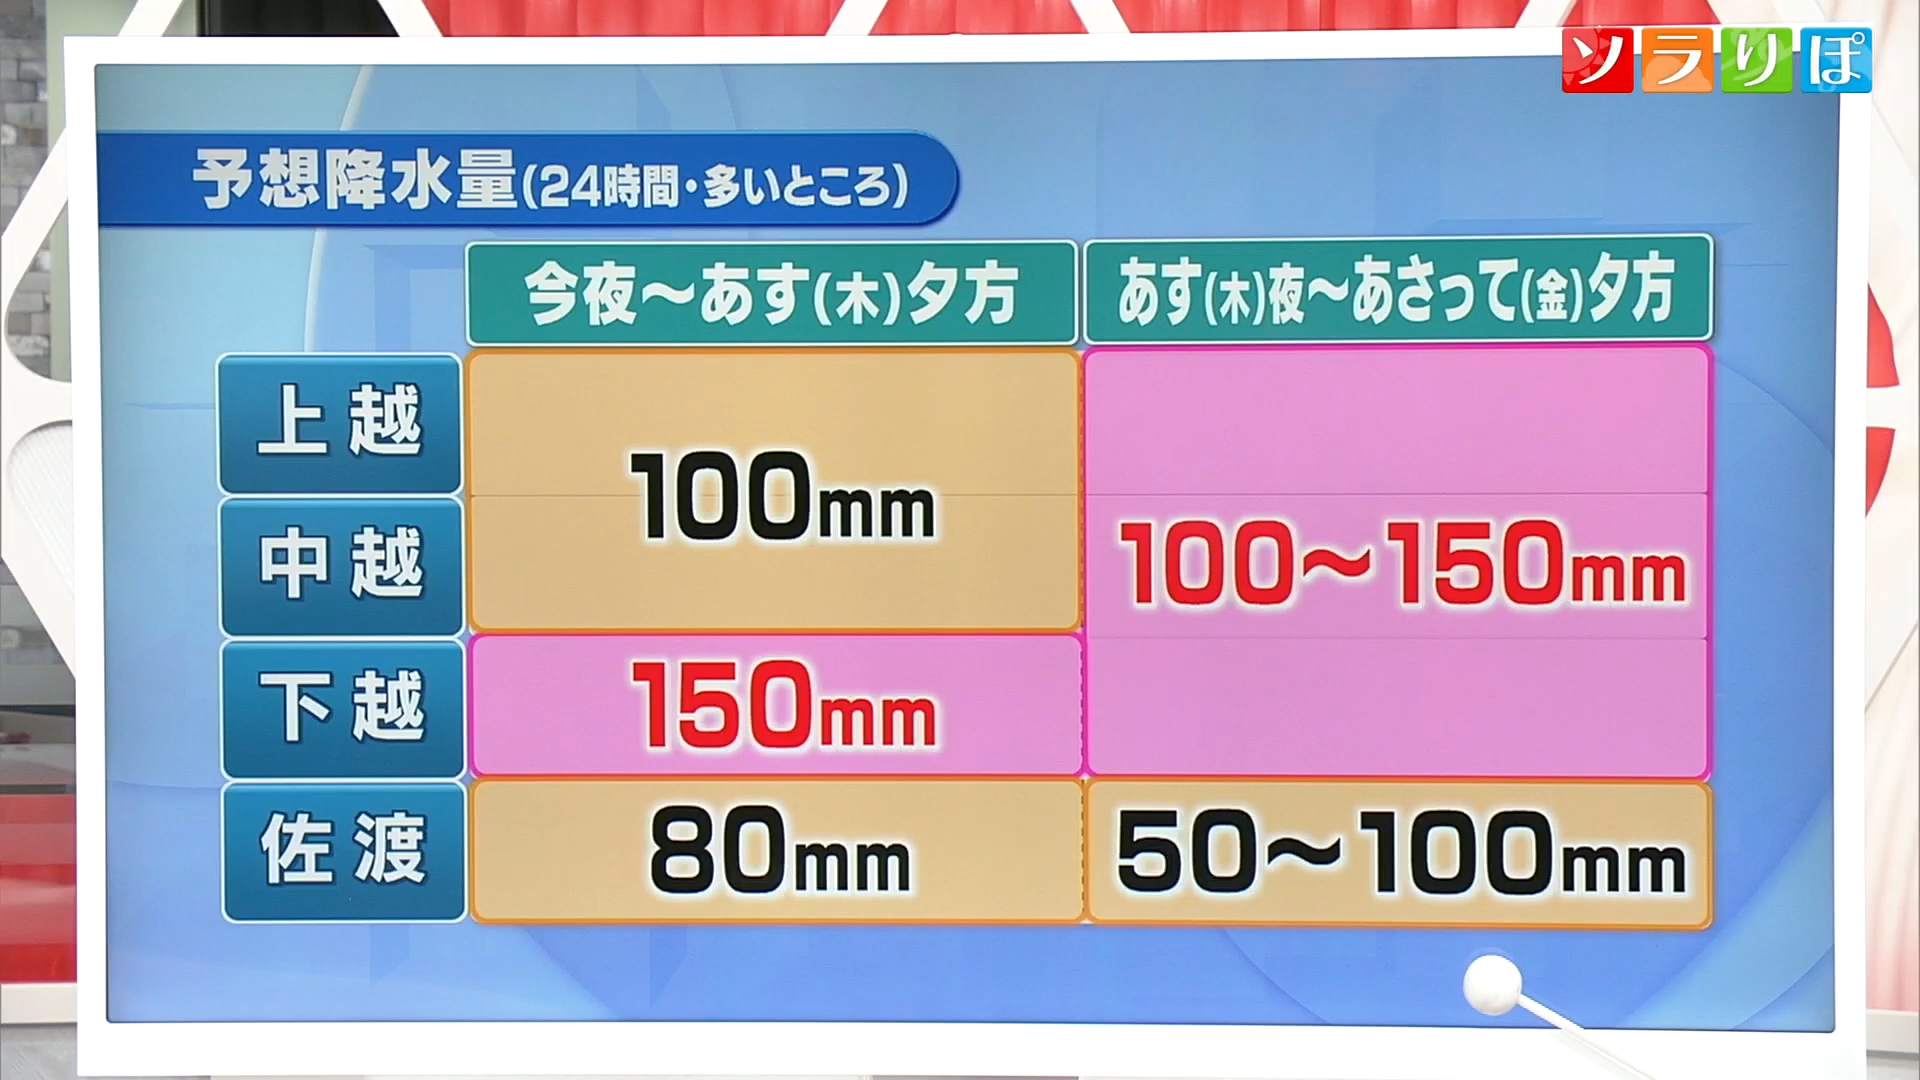 ソラりぽ
予想降水量(24時間・多いところ)
今夜～あす(木)夕方
あす(木)夜～あさって(金)夕方
上越
中越
下越
佐渡
100mm
150mm
80mm
100～150mm
50～100mm